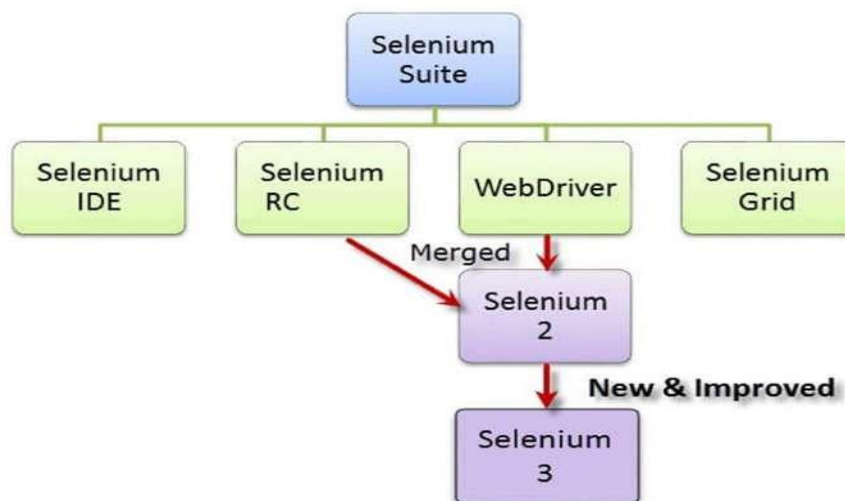 Selenium
Suite
Selenium
IDE
Selenium
RC
WebDriver
Selenium
Grid
Merged
Selenium
2
New & Improved
Selenium
3